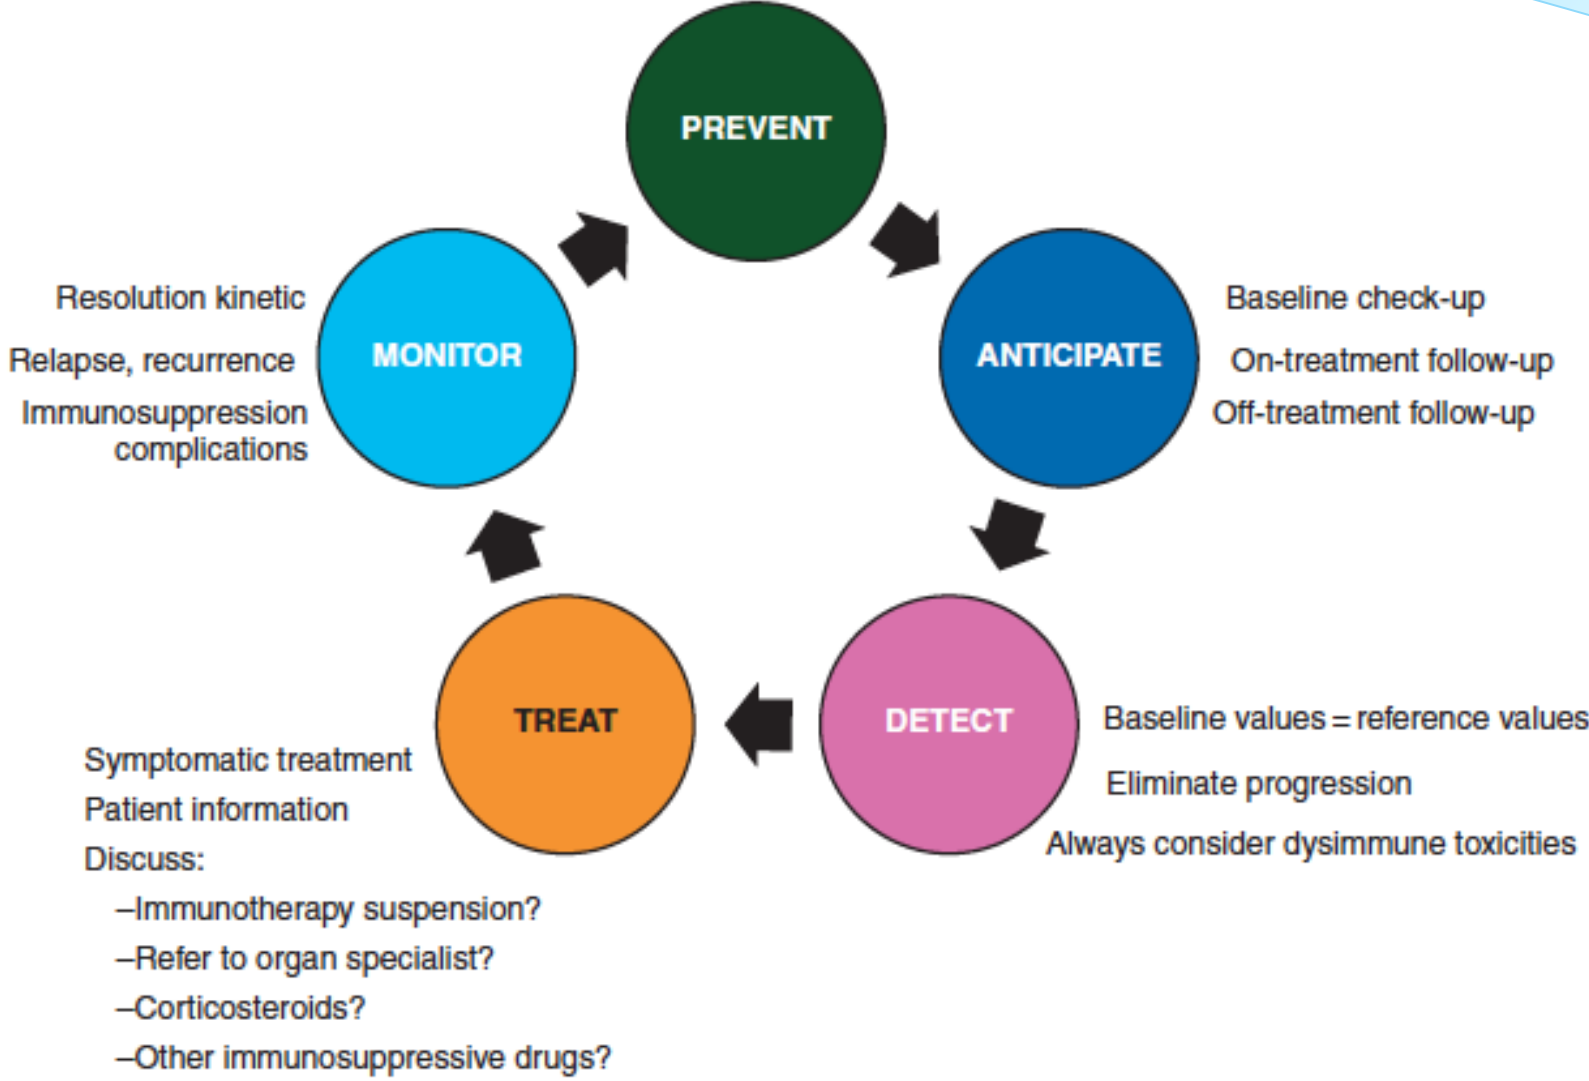 PREVENT
ANTICIPATE
Baseline check-up
On-treatment follow-up
Off-treatment follow-up
DETECT
Baseline values = reference values
Eliminate progression
Always consider dysimmune toxicities
TREAT
Symptomatic treatment
Patient information
Discuss:
–Immunotherapy suspension?
–Refer to organ specialist?
–Corticosteroids?
–Other immunosuppressive drugs?
MONITOR
Resolution kinetic
Relapse, recurrence
Immunosuppression
complications